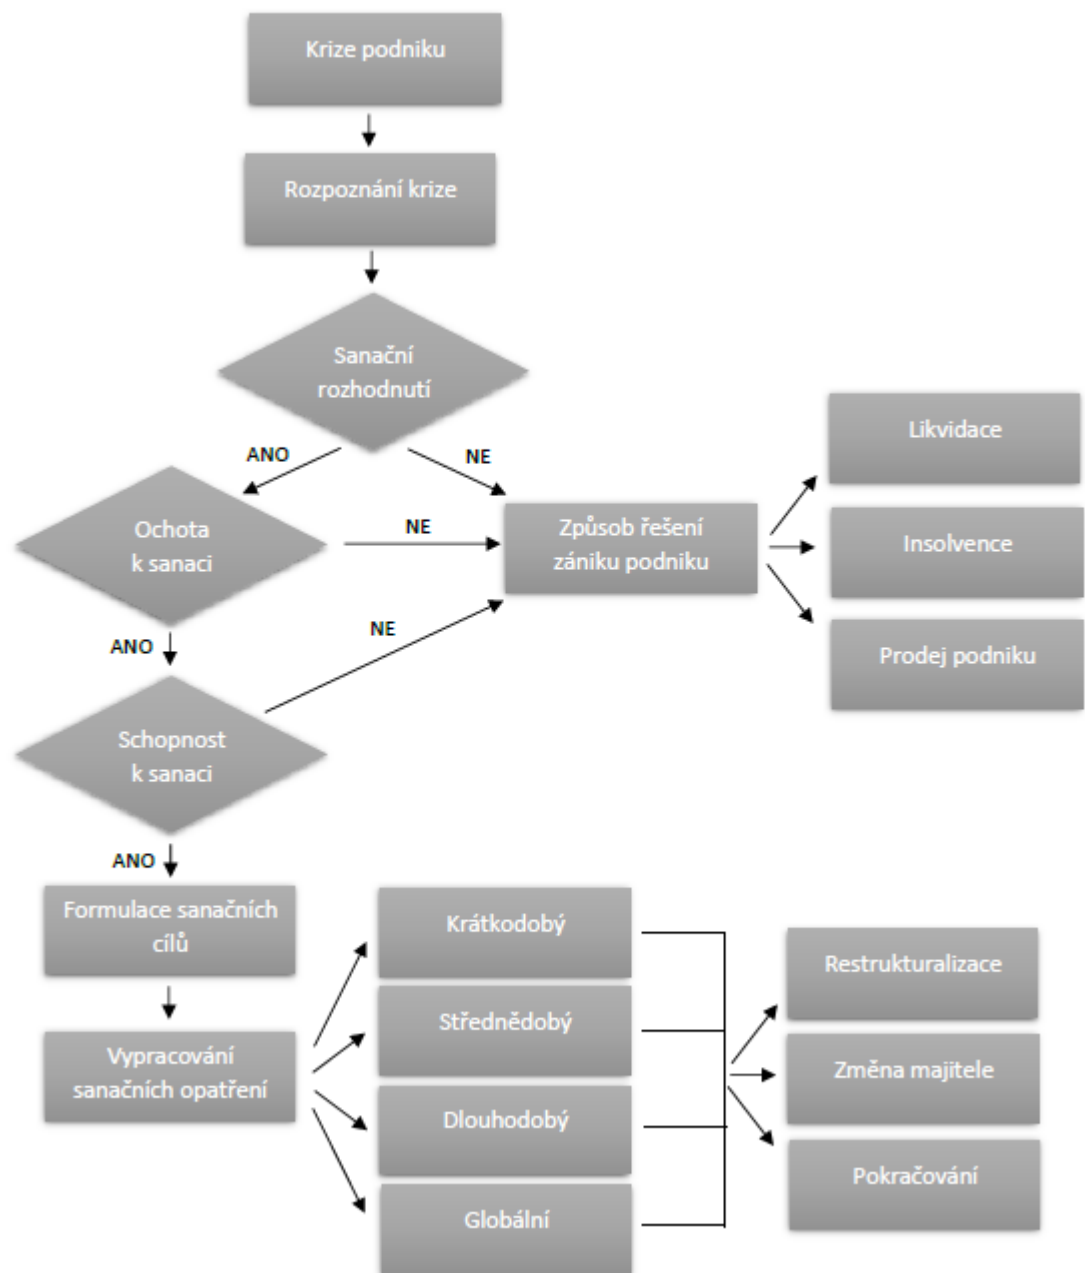 Krize podniku
Rozpoznání krize
Sanační
rozhodnutí
ANO
NE
Ochota
k sanaci
NE
Způsob řešení
zániku podniku
Likvidace
Insolvence
Prodej podniku
ANO
NE
Schopnost
k sanaci
ANO
Formulace sanačních
cílů
Vypracování
sanačních opatření
Krátkodobý
Střednědobý
Dlouhodobý
Globální
Restrukturalizace
Změna majitele
Pokračování